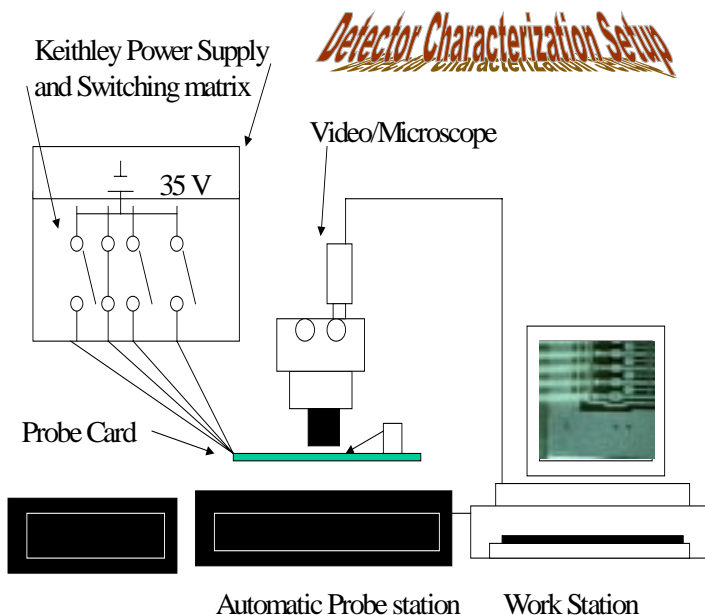 Detector Characterization Setup
Keithley Power Supply
and Switching matrix
Video/Microscope
35 V
Probe Card
Automatic Probe station
Work Station